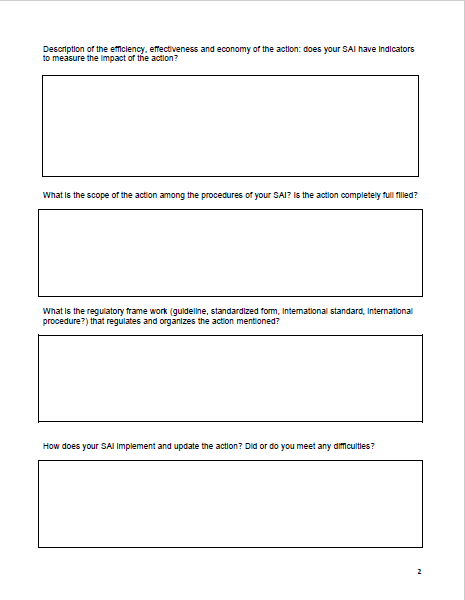 Description of the efficiency, effectiveness and economy of the action: does your SAI have indicators
to measure the impact of the action?
What is the scope of the action among the procedures of your SAI? Is the action completely full filled?
What is the regulatory frame work (guideline, standardized form, international standard, international
procedure?) that regulates and organizes the action mentioned?
How does your SAI implement and update the action? Did or do you meet any difficulties?
2